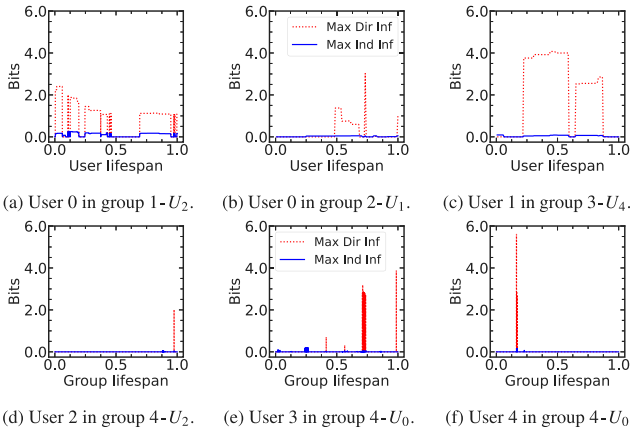 6.0 6.0 6.0
Max Dir Inf
Max Ind Inf
4.0 4.0 4.0
Bits Bits Bits
2.0 2.0 2.0
0.0 0.0 0.0
0.0 0.5 1.0 0.0 0.5 1.0 0.0 0.5 1.0
User lifespan User lifespan User lifespan
(a) User 0 in group 1-U₂. (b) User 0 in group 2-U₁. (c) User 1 in group 3-U₄.
6.0 6.0 6.0
Max Dir Inf
Max Ind Inf
4.0 4.0 4.0
Bits Bits Bits
2.0 2.0 2.0
0.0 0.0 0.0
0.0 0.5 1.0 0.0 0.5 1.0 0.0 0.5 1.0
Group lifespan Group lifespan Group lifespan
(d) User 2 in group 4-U₂. (e) User 3 in group 4-U₀. (f) User 4 in group 4-U₀